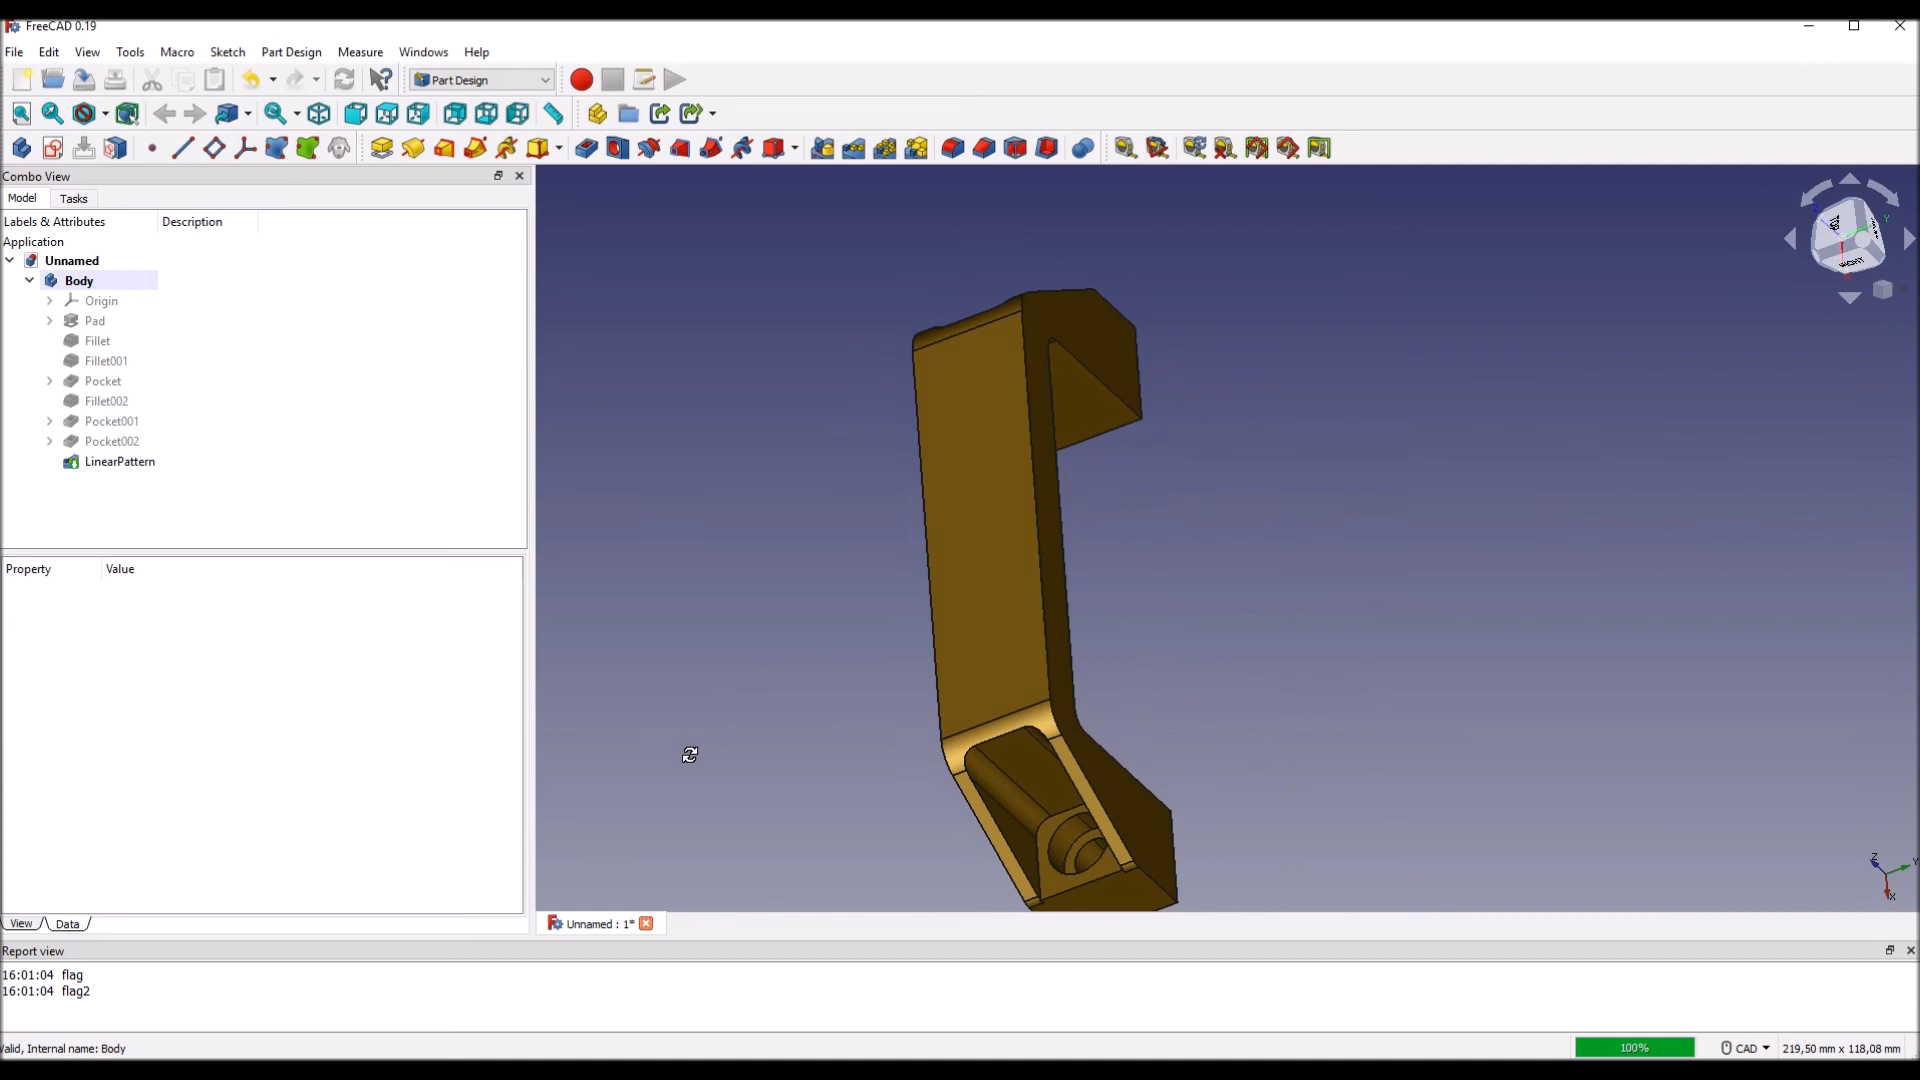 FreeCAD 0.19
File Edit View Tools Macro Sketch Part Design Measure Windows Help
Part Design
Combo View
Model Tasks
Labels & Attributes Description
Application
Unnamed
Body
Origin
Pad
Fillet
Fillet001
Pocket
Fillet002
Pocket001
Pocket002
LinearPattern
Property Value
View Data
Unnamed : 1*
Report view
16:01:04 flag
16:01:04 flag2
Valid, Internal name: Body
100% CAD 219,50 mm x 118,08 mm
RIGHT
Z
Y
Z
Y
X